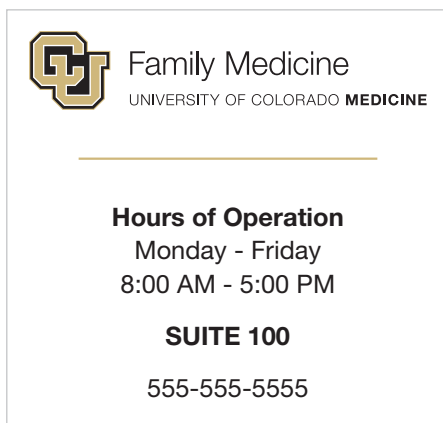 CU
Family Medicine
UNIVERSITY OF COLORADO MEDICINE
Hours of Operation
Monday - Friday
8:00 AM - 5:00 PM
SUITE 100
555-555-5555